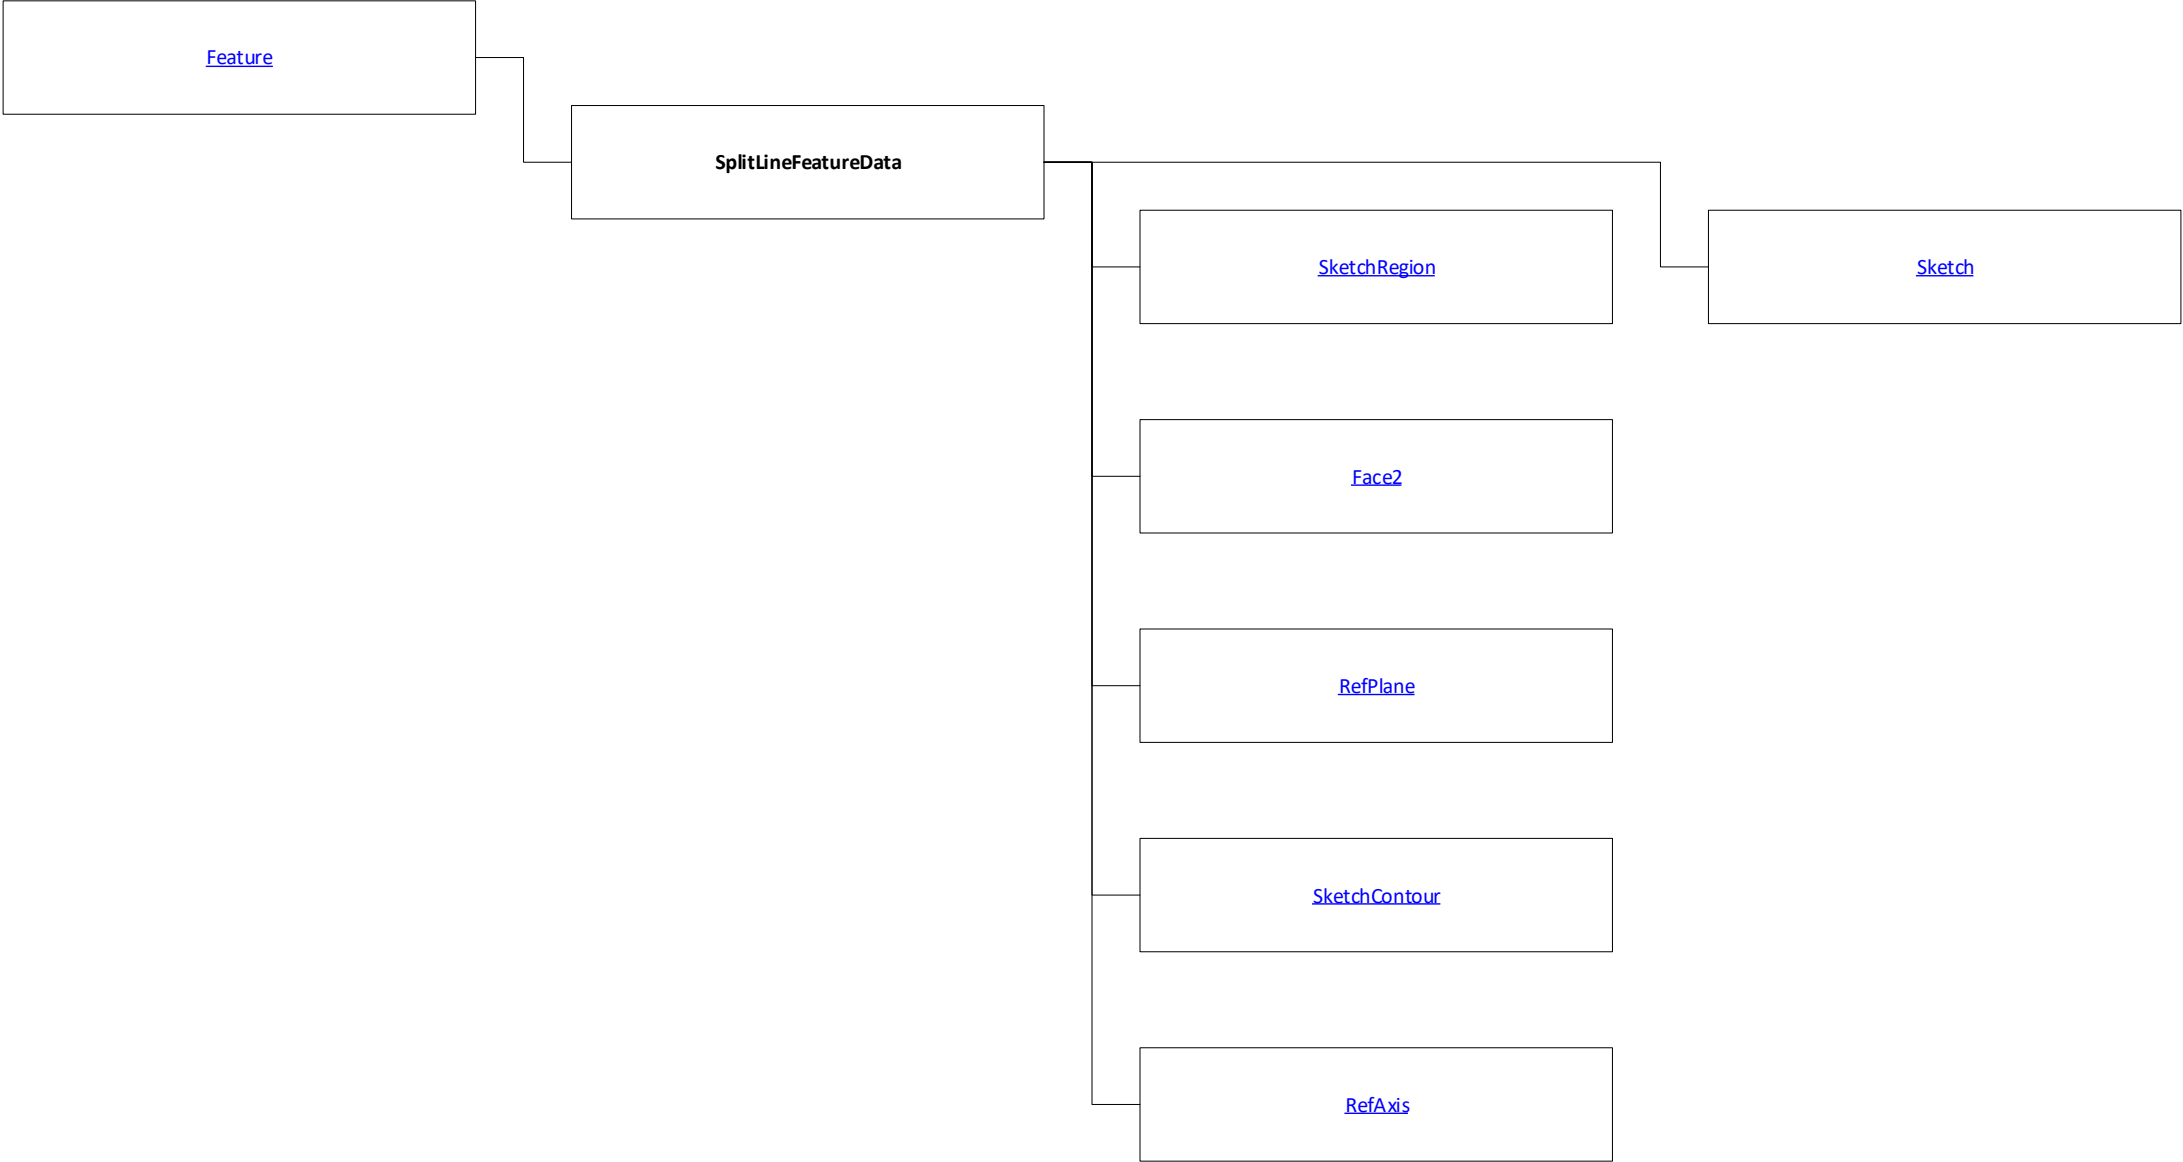 Feature
SplitLineFeatureData
SketchRegion
Sketch
Face2
RefPlane
SketchContour
RefAxis